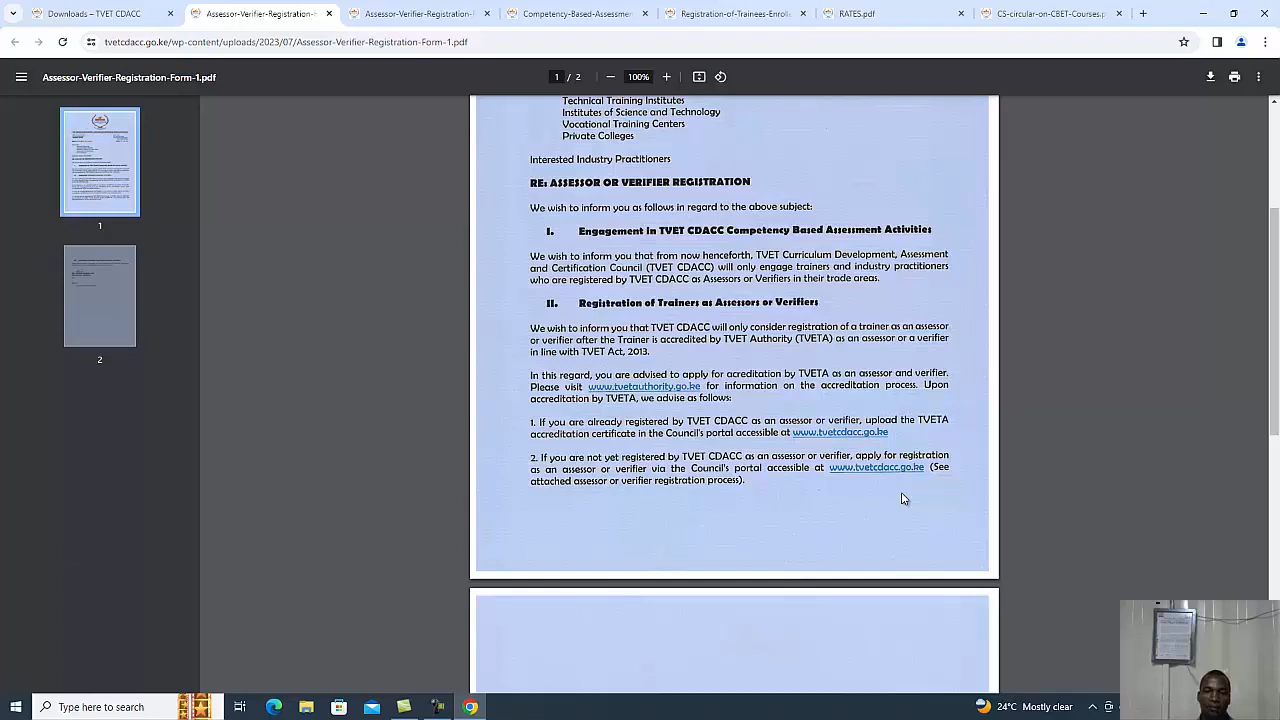 Downloads – TVET CDACC
Assessor-Verifier-Registration-F
Assessor-Verifier-Registration-
Competency-Based-Assessment
Registration-of-Trainees-Enroll
RATES.pdf
CS-circular-on-CBET-Courses.p
tvetcdacc.go.ke/wp-content/uploads/2023/07/Assessor-Verifier-Registration-Form-1.pdf
Assessor-Verifier-Registration-Form-1.pdf
1 / 2
100%
1
2
Technical Training Institutes
Institutes of Science and Technology
Vocational Training Centers
Private Colleges
Interested Industry Practitioners
RE: ASSESSOR OR VERIFIER REGISTRATION
We wish to inform you as follows in regard to the above subject:
I. Engagement in TVET CDACC Competency Based Assessment Activities
We wish to inform you that from now henceforth, TVET Curriculum Development, Assessment
and Certification Council (TVET CDACC) will only engage trainers and industry practitioners
who are registered by TVET CDACC as Assessors or Verifiers in their trade areas.
II. Registration of Trainers as Assessors or Verifiers
We wish to inform you that TVET CDACC will only consider registration of a trainer as an assessor
or verifier after the Trainer is accredited by TVET Authority (TVETA) as an assessor or a verifier
in line with TVET Act, 2013.
In this regard, you are advised to apply for acreditation by TVETA as an assessor and verifier.
Please visit www.tvetauthority.go.ke for information on the accreditation process. Upon
accreditation by TVETA, we advise as follows:
1. If you are already registered by TVET CDACC as an assessor or verifier, upload the TVETA
accreditation certificate in the Council's portal accessible at www.tvetcdacc.go.ke
2. If you are not yet registered by TVET CDACC as an assessor or verifier, apply for registration
as an assessor or verifier via the Council's portal accessible at www.tvetcdacc.go.ke (See
attached assessor or verifier registration process).
Type here to search
24°C Mostly clear